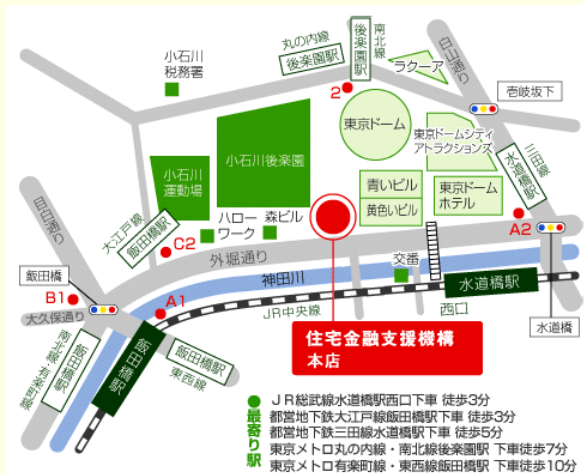 小石川
税務署
丸の内線
後楽園駅
後楽園駅
南北線
ラクーア
白山通り
壱岐坂下
2
東京ドーム
東京ドームシティ
アトラクションズ
三田線
水道橋駅
小石川後楽園
小石川
運動場
青いビル
黄色いビル
東京ドーム
ホテル
目白通り
大江戸線
飯田橋駅
ハロー
ワーク
森ビル
C2
A2
外堀通り
飯田橋
神田川
交番
水道橋駅
B1
A1
大久保通り
JR中央線
西口
水道橋
南北線・有楽町線
飯田橋駅
飯田橋駅
飯田橋駅
東西線
住宅金融支援機構
本店
最寄り駅
JR総武線水道橋駅西口下車 徒歩3分
都営地下鉄大江戸線飯田橋駅下車 徒歩3分
都営地下鉄三田線水道橋駅下車 徒歩5分
東京メトロ丸の内線・南北線後楽園駅 下車徒歩7分
東京メトロ有楽町線・東西線飯田橋駅 下車徒歩10分